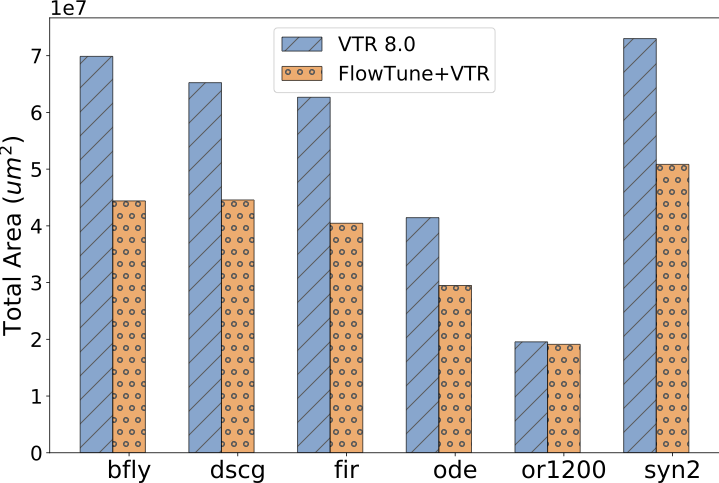 1e7
VTR 8.0
FlowTune+VTR
Total Area (um²)
7
6
5
4
3
2
1
0
bfly dscg fir ode or1200 syn2